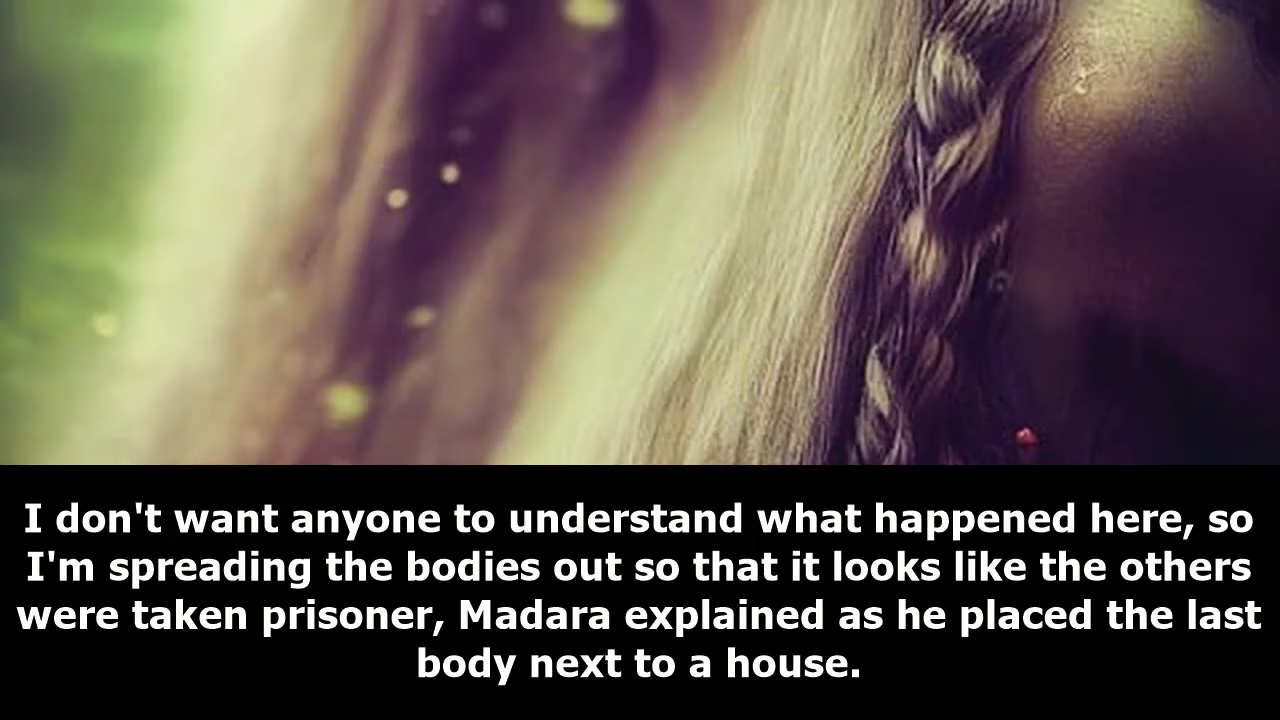 I don't want anyone to understand what happened here, so
I'm spreading the bodies out so that it looks like the others
were taken prisoner, Madara explained as he placed the last
body next to a house.